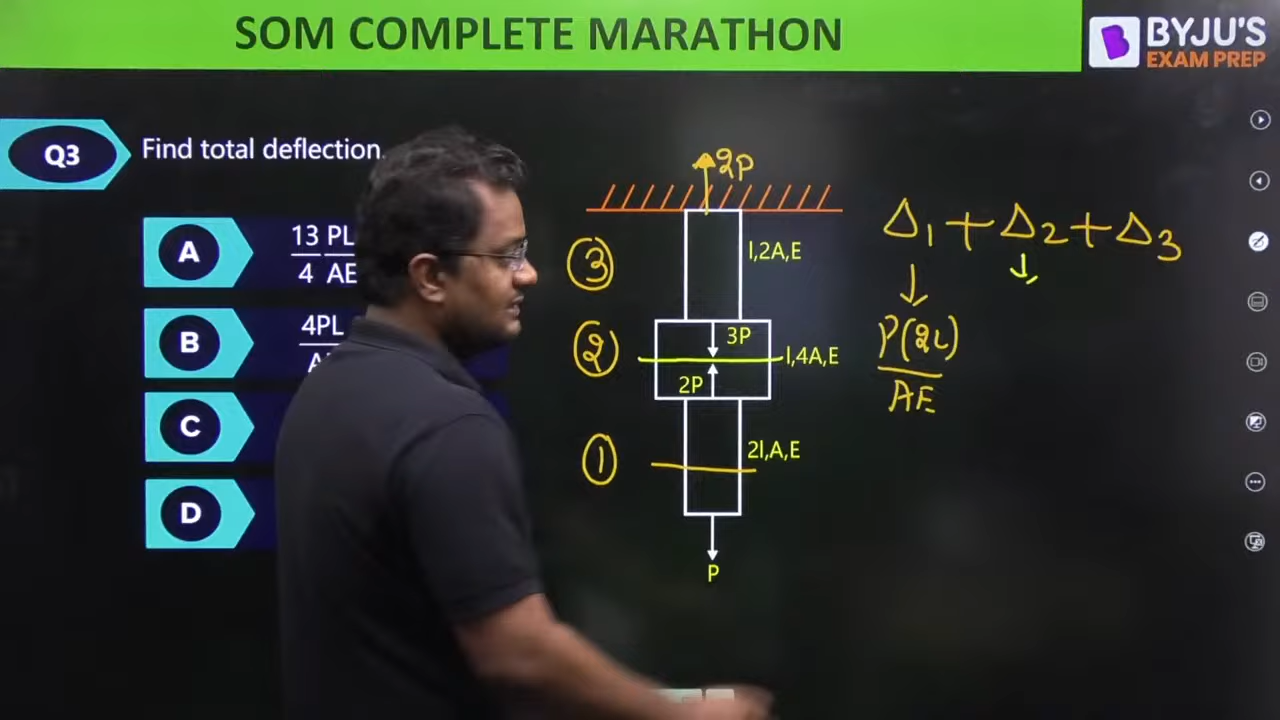 SOM COMPLETE MARATHON
BYJU'S
EXAM PREP
Q3
Find total deflection.
A
13 PL
4 AE
B
4PL
C
D
2P
3
l,2A,E
2
3P
2P
l,4A,E
1
2l,A,E
P
Δ₁ + Δ₂ + Δ₃
P(2L)
AE